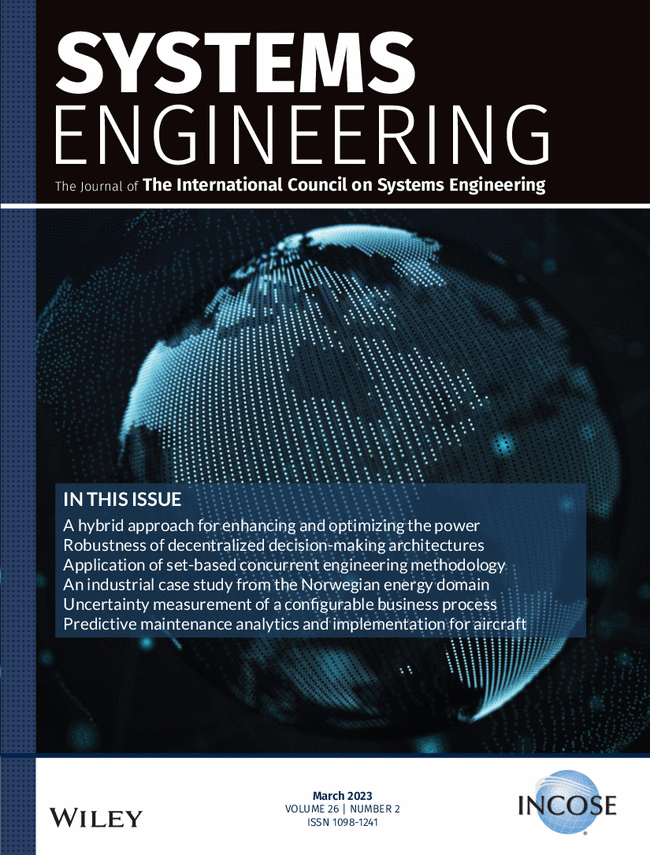 SYSTEMS
ENGINEERING
The Journal of The International Council on Systems Engineering
IN THIS ISSUE
A hybrid approach for enhancing and optimizing the power
Robustness of decentralized decision-making architectures
Application of set-based concurrent engineering methodology
An industrial case study from the Norwegian energy domain
Uncertainty measurement of a configurable business process
Predictive maintenance analytics and implementation for aircraft
WILEY
March 2023
VOLUME 26 | NUMBER 2
ISSN 1098-1241
INCOSE
®